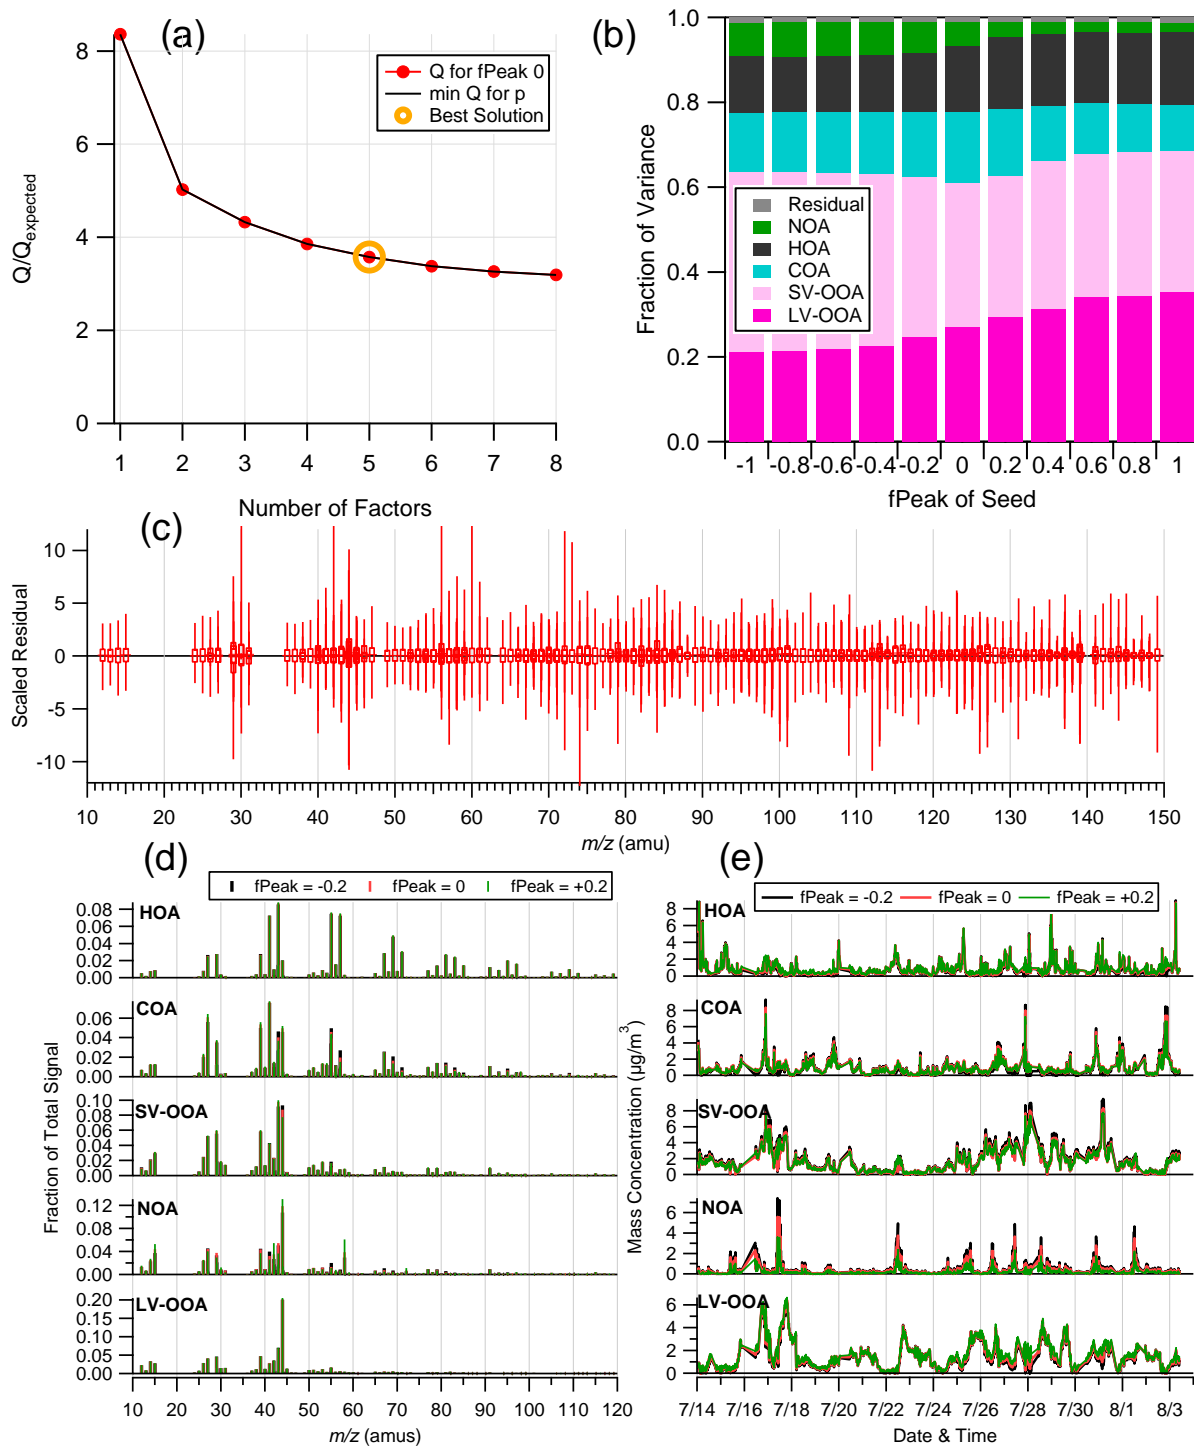 (a)
Q for fPeak 0
min Q for p
Best Solution
8
6
4
2
0
Q/Qexpected
1 2 3 4 5 6 7 8
Number of Factors
(b)
1.0
0.8
0.6
0.4
0.2
0.0
Fraction of Variance
Residual
NOA
HOA
COA
SV-OOA
LV-OOA
-1 -0.8 -0.6 -0.4 -0.2 0 0.2 0.4 0.6 0.8 1
fPeak of Seed
(c)
10
5
0
-5
-10
Scaled Residual
10 20 30 40 50 60 70 80 90 100 110 120 130 140 150
m/z (amu)
(d)
fPeak = -0.2 fPeak = 0 fPeak = +0.2
Fraction of Total Signal
HOA
0.08
0.06
0.04
0.02
0.00
COA
0.06
0.04
0.02
0.00
SV-OOA
0.10
0.08
0.06
0.04
0.02
0.00
NOA
0.12
0.08
0.04
0.00
LV-OOA
0.20
0.15
0.10
0.05
0.00
10 20 30 40 50 60 70 80 90 100 110 120
m/z (amus)
(e)
fPeak = -0.2 fPeak = 0 fPeak = +0.2
Mass Concentration (µg/m³)
HOA
8
6
4
2
0
COA
8
6
4
2
0
SV-OOA
8
6
4
2
0
NOA
6
4
2
0
LV-OOA
6
4
2
0
7/14 7/16 7/18 7/20 7/22 7/24 7/26 7/28 7/30 8/1 8/3
Date & Time